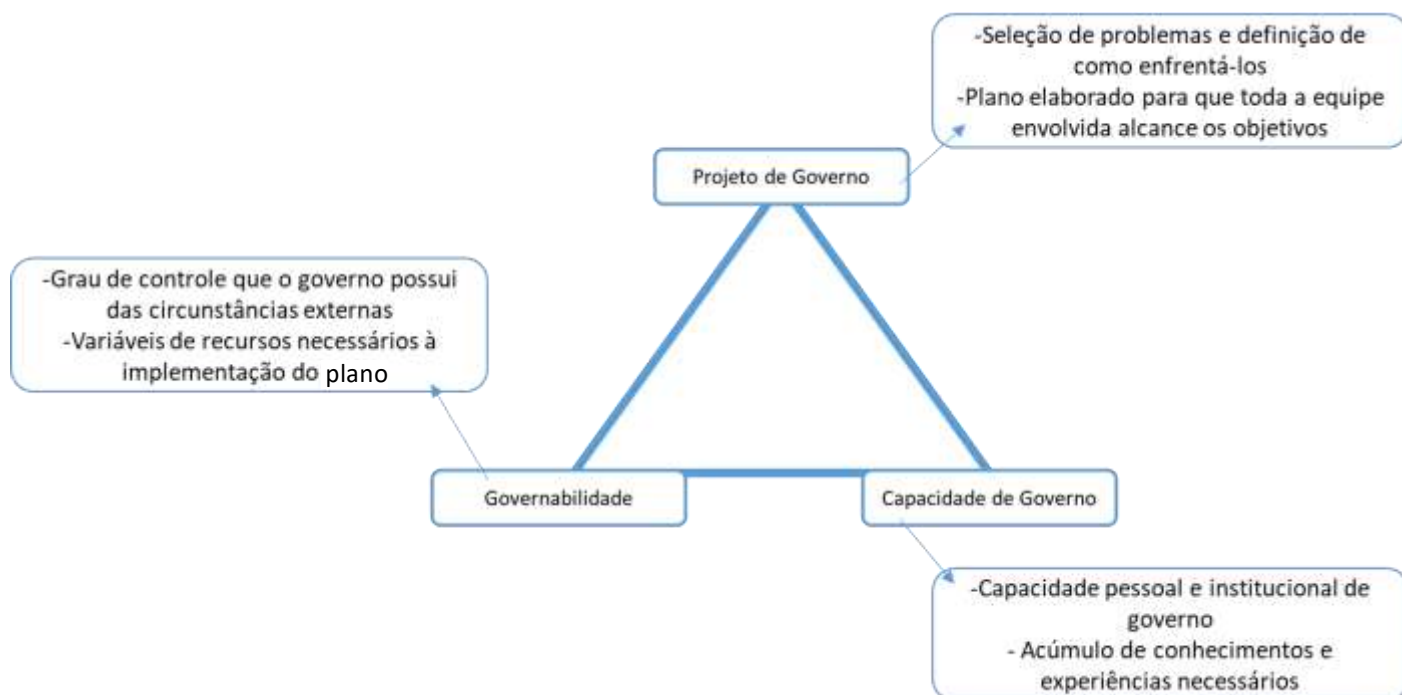 -Seleção de problemas e definição de
como enfrentá-los
-Plano elaborado para que toda a equipe
envolvida alcance os objetivos
Projeto de Governo
-Grau de controle que o governo possui
das circunstâncias externas
-Variáveis de recursos necessários à
implementação do plano
Governabilidade
Capacidade de Governo
-Capacidade pessoal e institucional de
governo
- Acúmulo de conhecimentos e
experiências necessários